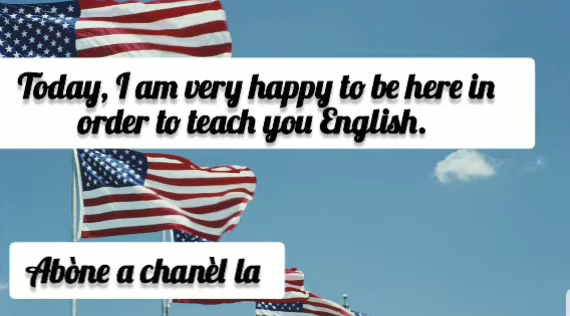 Today, I am very happy to be here in
order to teach you English.
Abòne a chanèl la